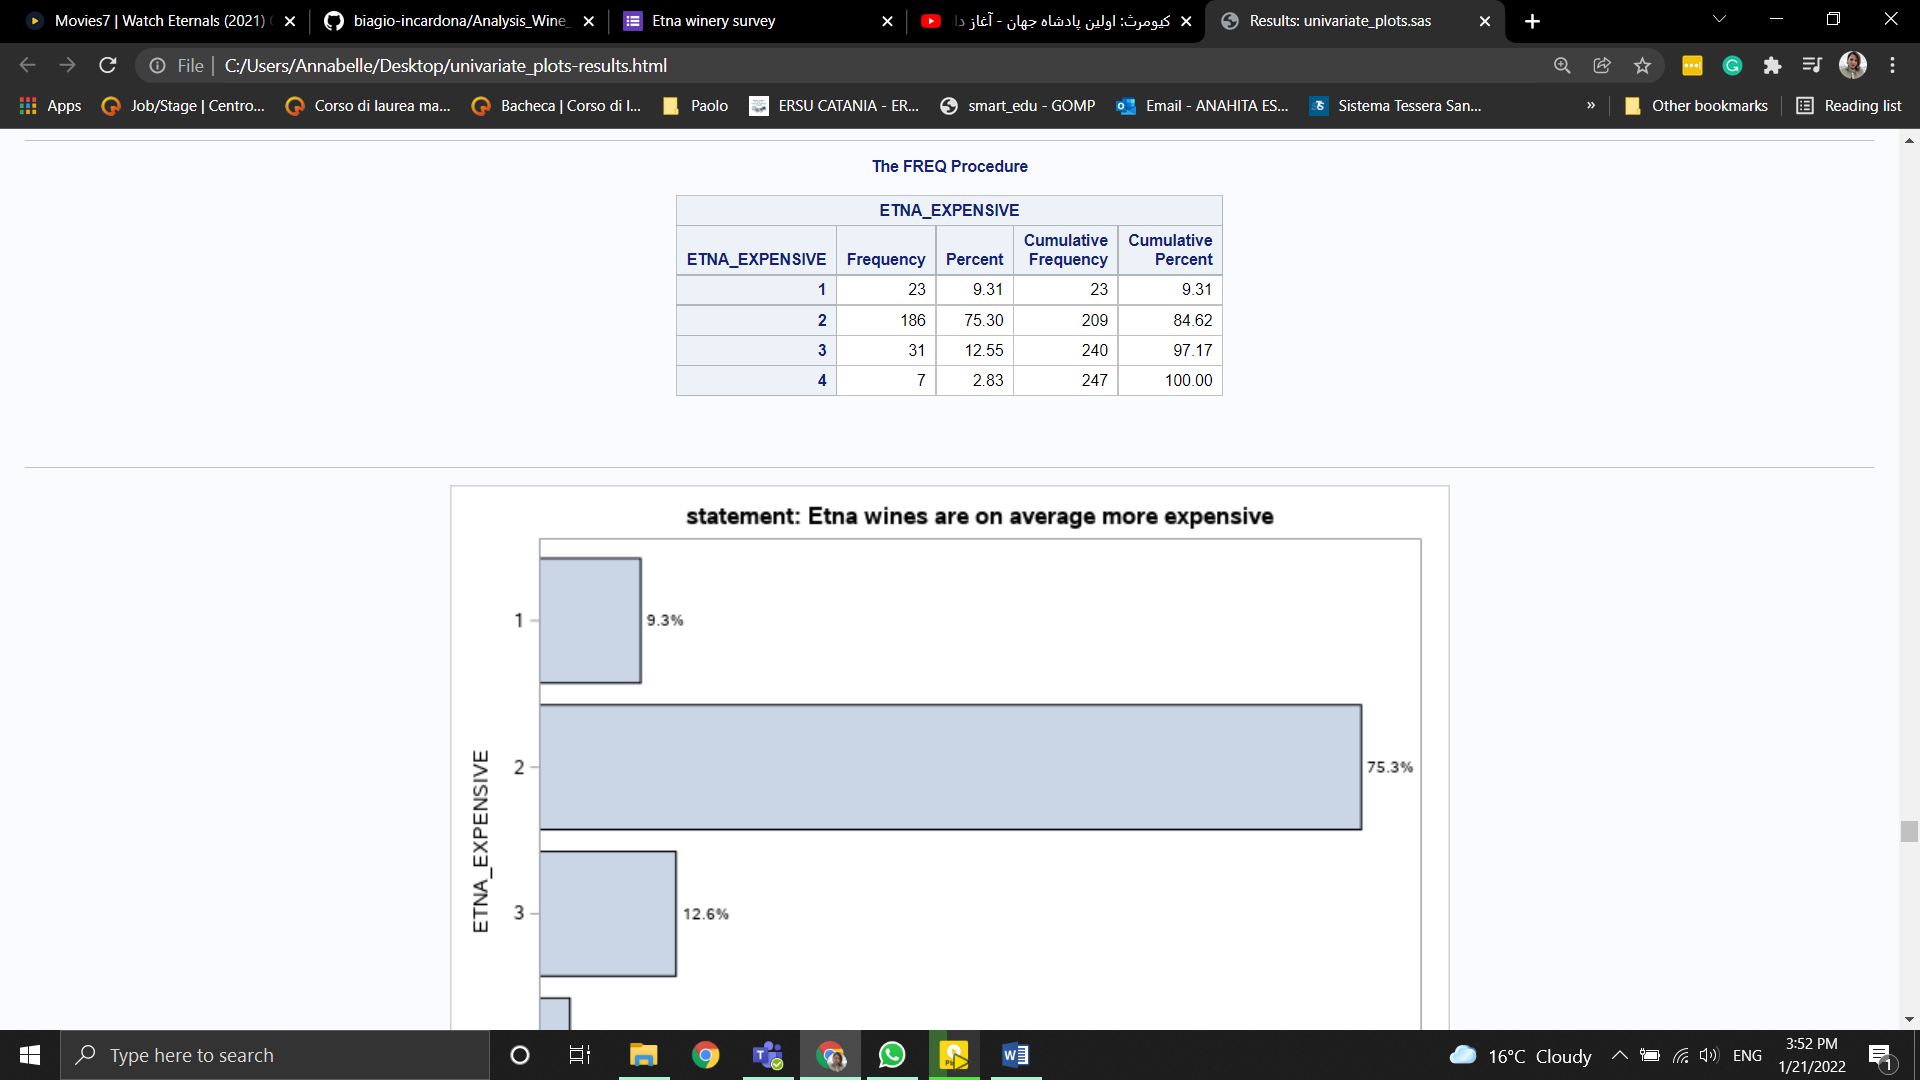 Movies7 | Watch Eternals (2021)
biagio-incardona/Analysis_Wine_
Etna winery survey
کیومرث: اولین پادشاه جهان - آغاز دا
Results: univariate_plots.sas
File | C:/Users/Annabelle/Desktop/univariate_plots-results.html
Apps
Job/Stage | Centro...
Corso di laurea ma...
Bacheca | Corso di l...
Paolo
ERSU CATANIA - ER...
smart_edu - GOMP
Email - ANAHITA ES...
Sistema Tessera San...
»
Other bookmarks
Reading list
The FREQ Procedure
ETNA_EXPENSIVE
ETNA_EXPENSIVE Frequency Percent Cumulative Frequency Cumulative Percent
1 23 9.31 23 9.31
2 186 75.30 209 84.62
3 31 12.55 240 97.17
4 7 2.83 247 100.00
statement: Etna wines are on average more expensive
ETNA_EXPENSIVE
1 9.3%
2 75.3%
3 12.6%
Type here to search
16°C Cloudy
ENG
3:52 PM
1/21/2022
1